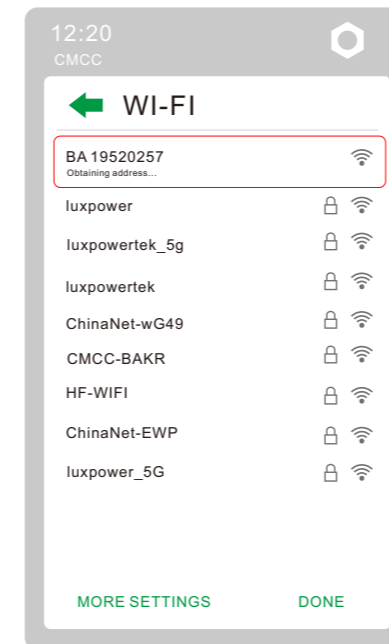 12:20
CMCC
WI-FI
BA 19520257
Obtaining address...
luxpower
luxpowertek_5g
luxpowertek
ChinaNet-wG49
CMCC-BAKR
HF-WIFI
ChinaNet-EWP
luxpower_5G
MORE SETTINGS DONE